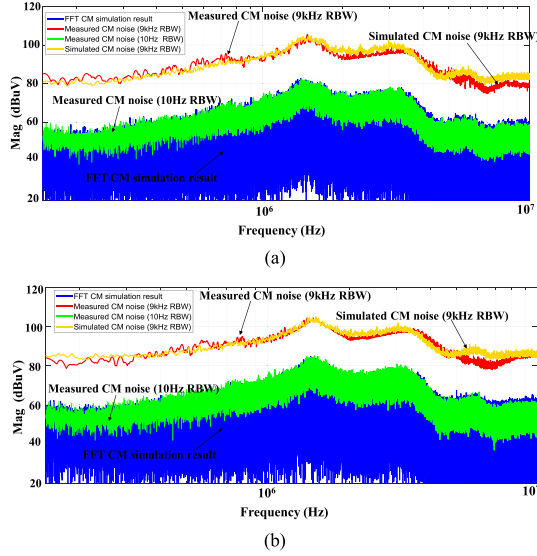 120
100
80
60
40
20
Mag (dBuV)
FFT CM simulation result
Measured CM noise (9kHz RBW)
Measured CM noise (10Hz RBW)
Simulated CM noise (9kHz RBW)
Measured CM noise (9kHz RBW)
Simulated CM noise (9kHz RBW)
Measured CM noise (10Hz RBW)
FFT CM simulation result
10⁶
10⁷
Frequency (Hz)
(a)
120
100
80
60
40
20
Mag (dBuV)
FFT CM simulation result
Measured CM noise (9kHz RBW)
Measured CM noise (10Hz RBW)
Simulated CM noise (9kHz RBW)
Measured CM noise (9kHz RBW)
Simulated CM noise (9kHz RBW)
Measured CM noise (10Hz RBW)
FFT CM simulation result
10⁶
Frequency (Hz)
(b)